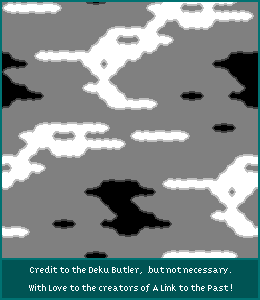 Credit to the Deku Butler, but not necessary.
With Love to the creators of A Link to the Past!